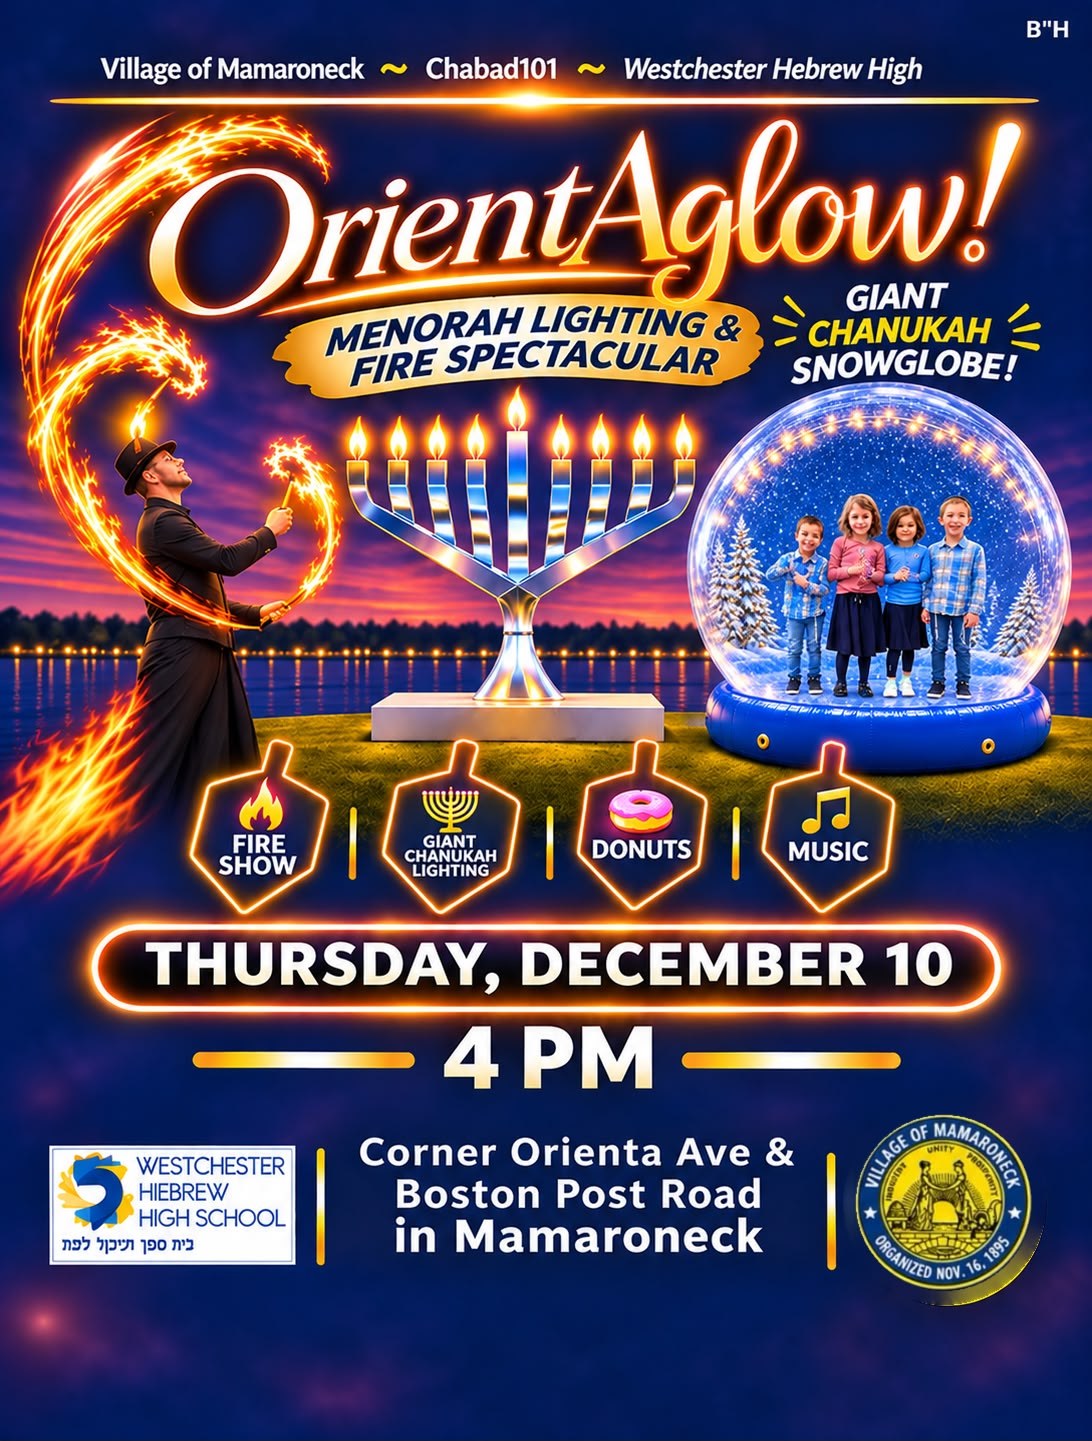 B"H
Village of Mamaroneck ~ Chabad101 ~ Westchester Hebrew High
OrientAglow!
MENORAH LIGHTING &
FIRE SPECTACULAR
GIANT
CHANUKAH
SNOWGLOBE!
FIRE
SHOW
GIANT
CHANUKAH
LIGHTING
DONUTS
MUSIC
THURSDAY, DECEMBER 10
4 PM
WESTCHESTER
HIEBREW
HIGH SCHOOL
Corner Orienta Ave &
Boston Post Road
in Mamaroneck
VILLAGE OF MAMARONECK
UNITY
ORGANIZED NOV. 16, 1895